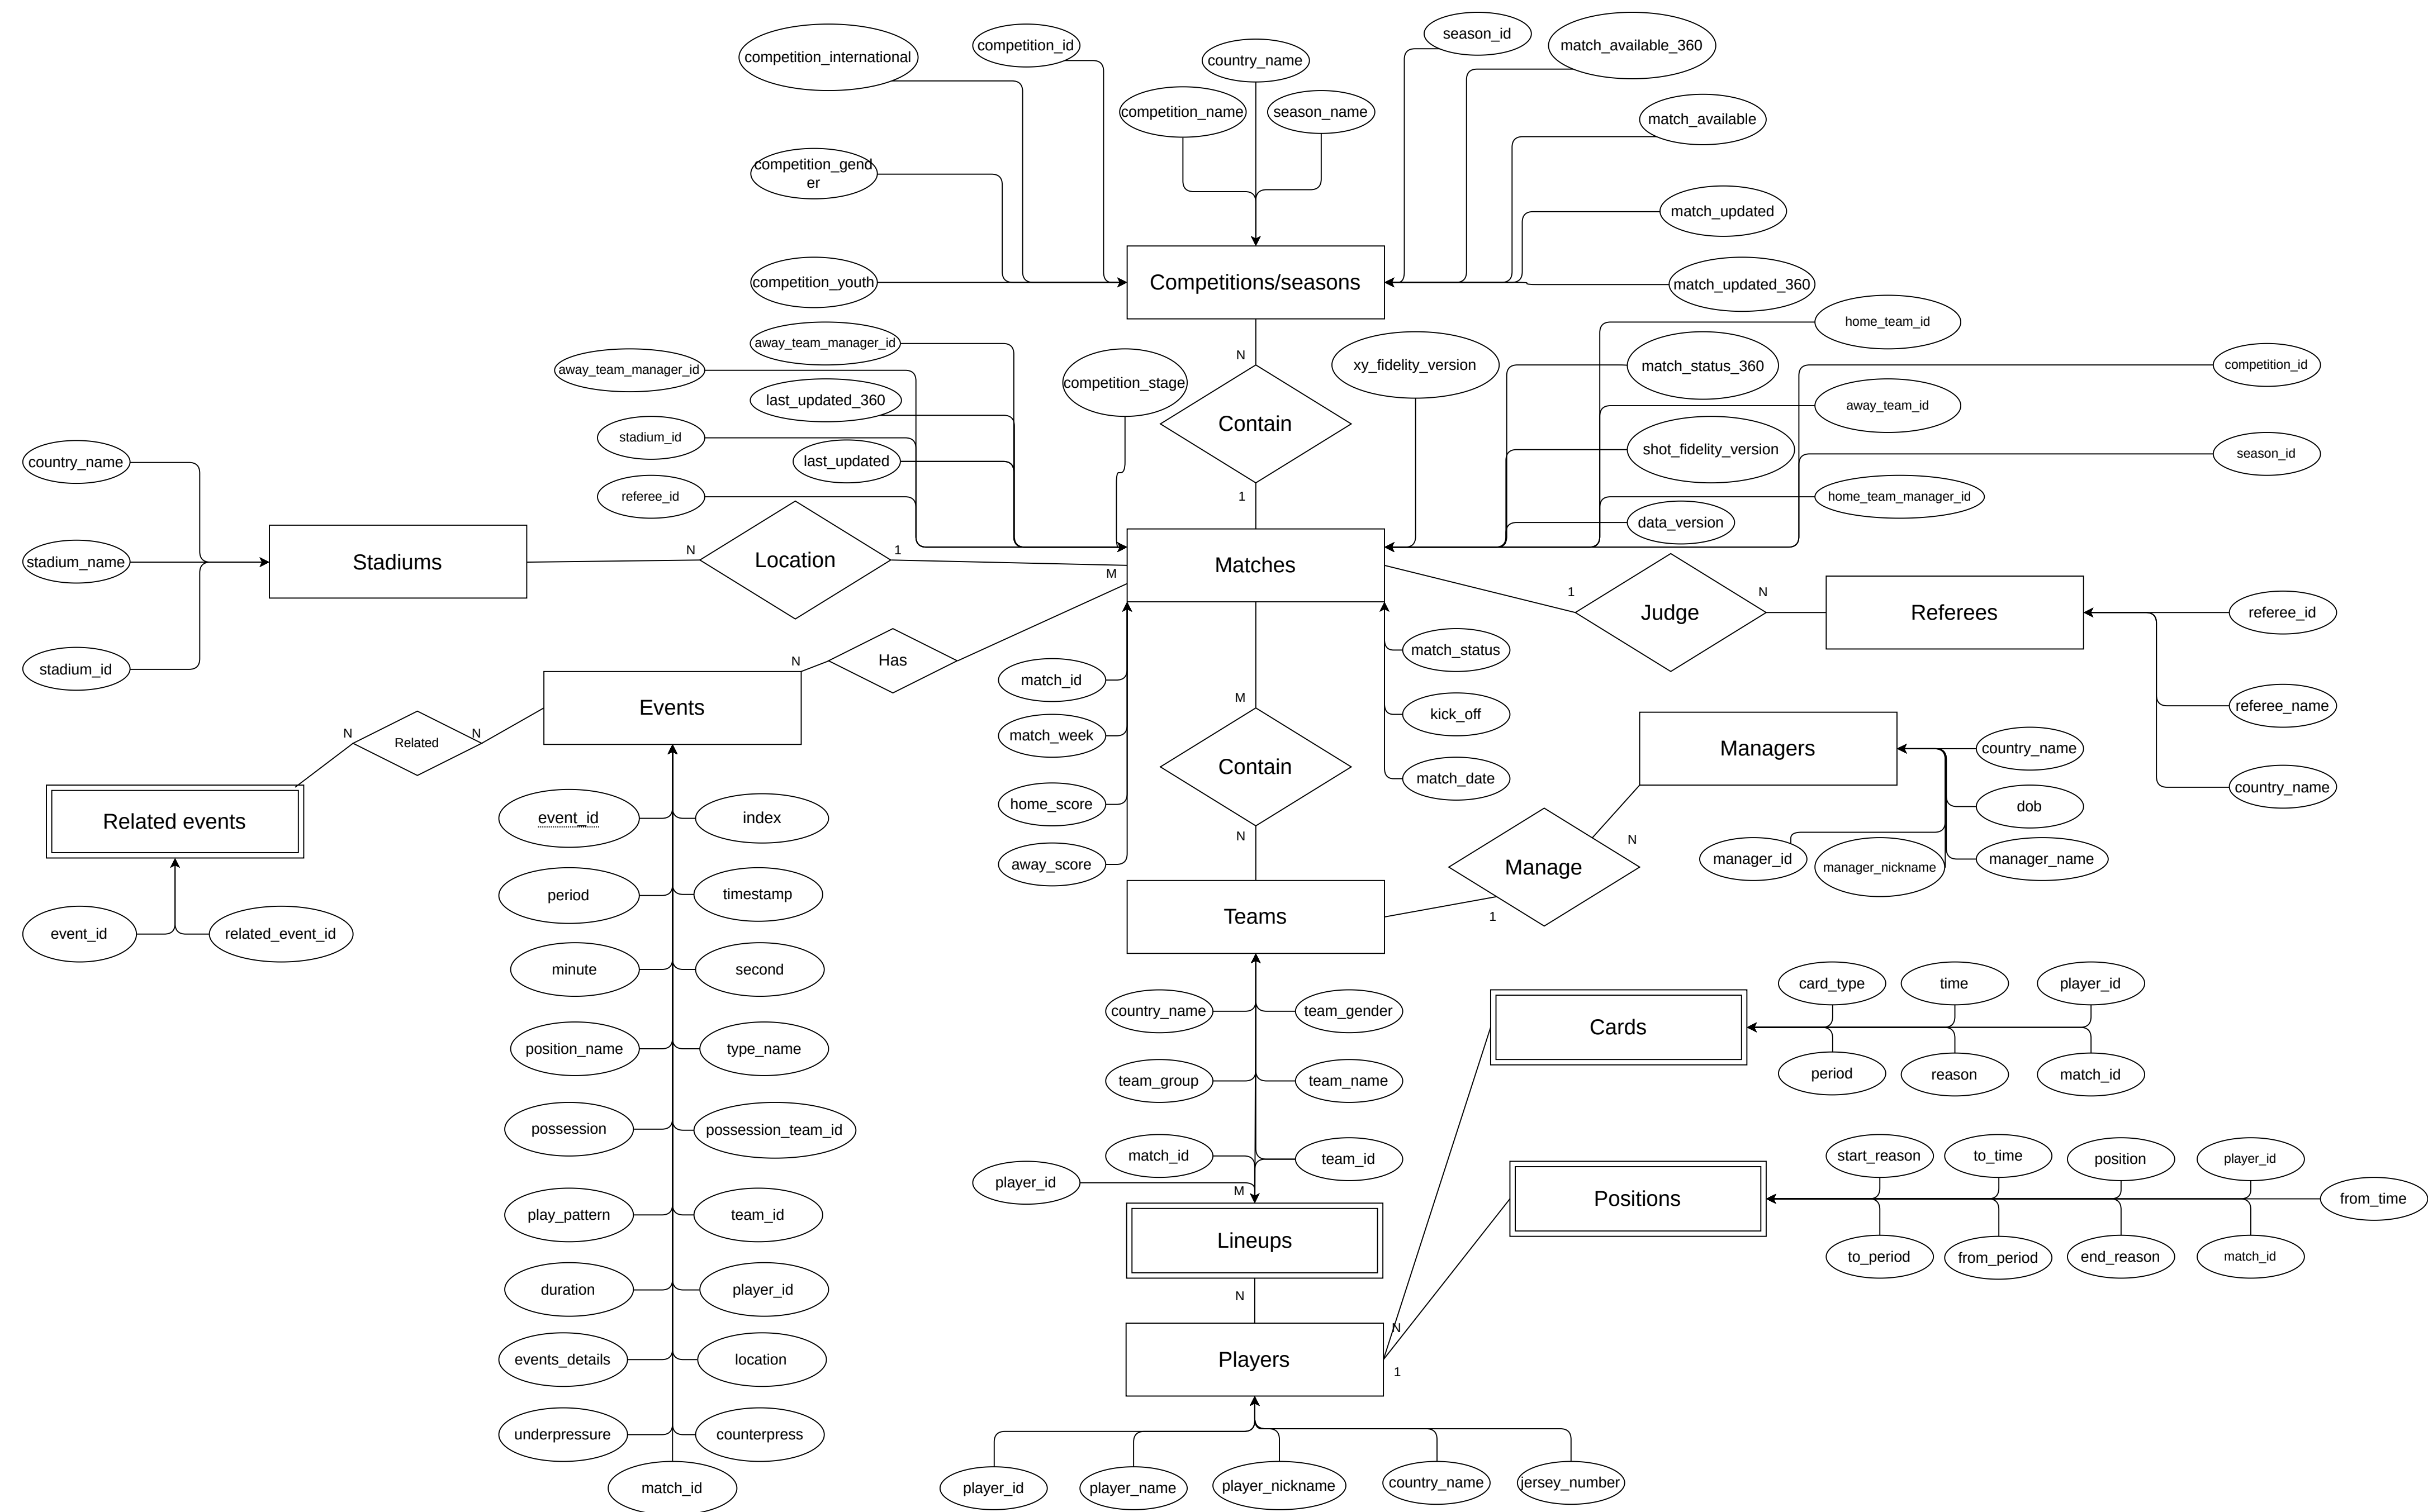 season_id
competition_international
competition_id
match_available_360
country_name
competition_name
season_name
match_available
competition_gend
er
match_updated
competition_youth
Competitions/seasons
match_updated_360
home_team_id
away_team_manager_id
N
away_team_manager_id
competition_stage
xy_fidelity_version
match_status_360
competition_id
last_updated_360
away_team_id
Contain
stadium_id
shot_fidelity_version
last_updated
country_name
season_id
referee_id
1
home_team_manager_id
data_version
stadium_name
Stadiums
N
Location
1
Matches
M
1
N
Judge
Referees
referee_id
stadium_id
N
Has
match_id
match_status
M
Events
match_week
kick_off
referee_name
N
Related
N
Managers
country_name
Contain
match_date
country_name
Related events
event_id
index
home_score
dob
N
N
away_score
Manage
manager_id
manager_nickname
manager_name
period
timestamp
Teams
1
event_id
related_event_id
minute
second
country_name
team_gender
Cards
card_type
time
player_id
position_name
type_name
team_group
team_name
period
reason
match_id
possession
possession_team_id
match_id
team_id
start_reason
to_time
position
player_id
player_id
M
Positions
from_time
play_pattern
team_id
Lineups
to_period
from_period
end_reason
match_id
duration
player_id
N
N
events_details
location
Players
1
underpressure
counterpress
match_id
player_id
player_name
player_nickname
country_name
jersey_number